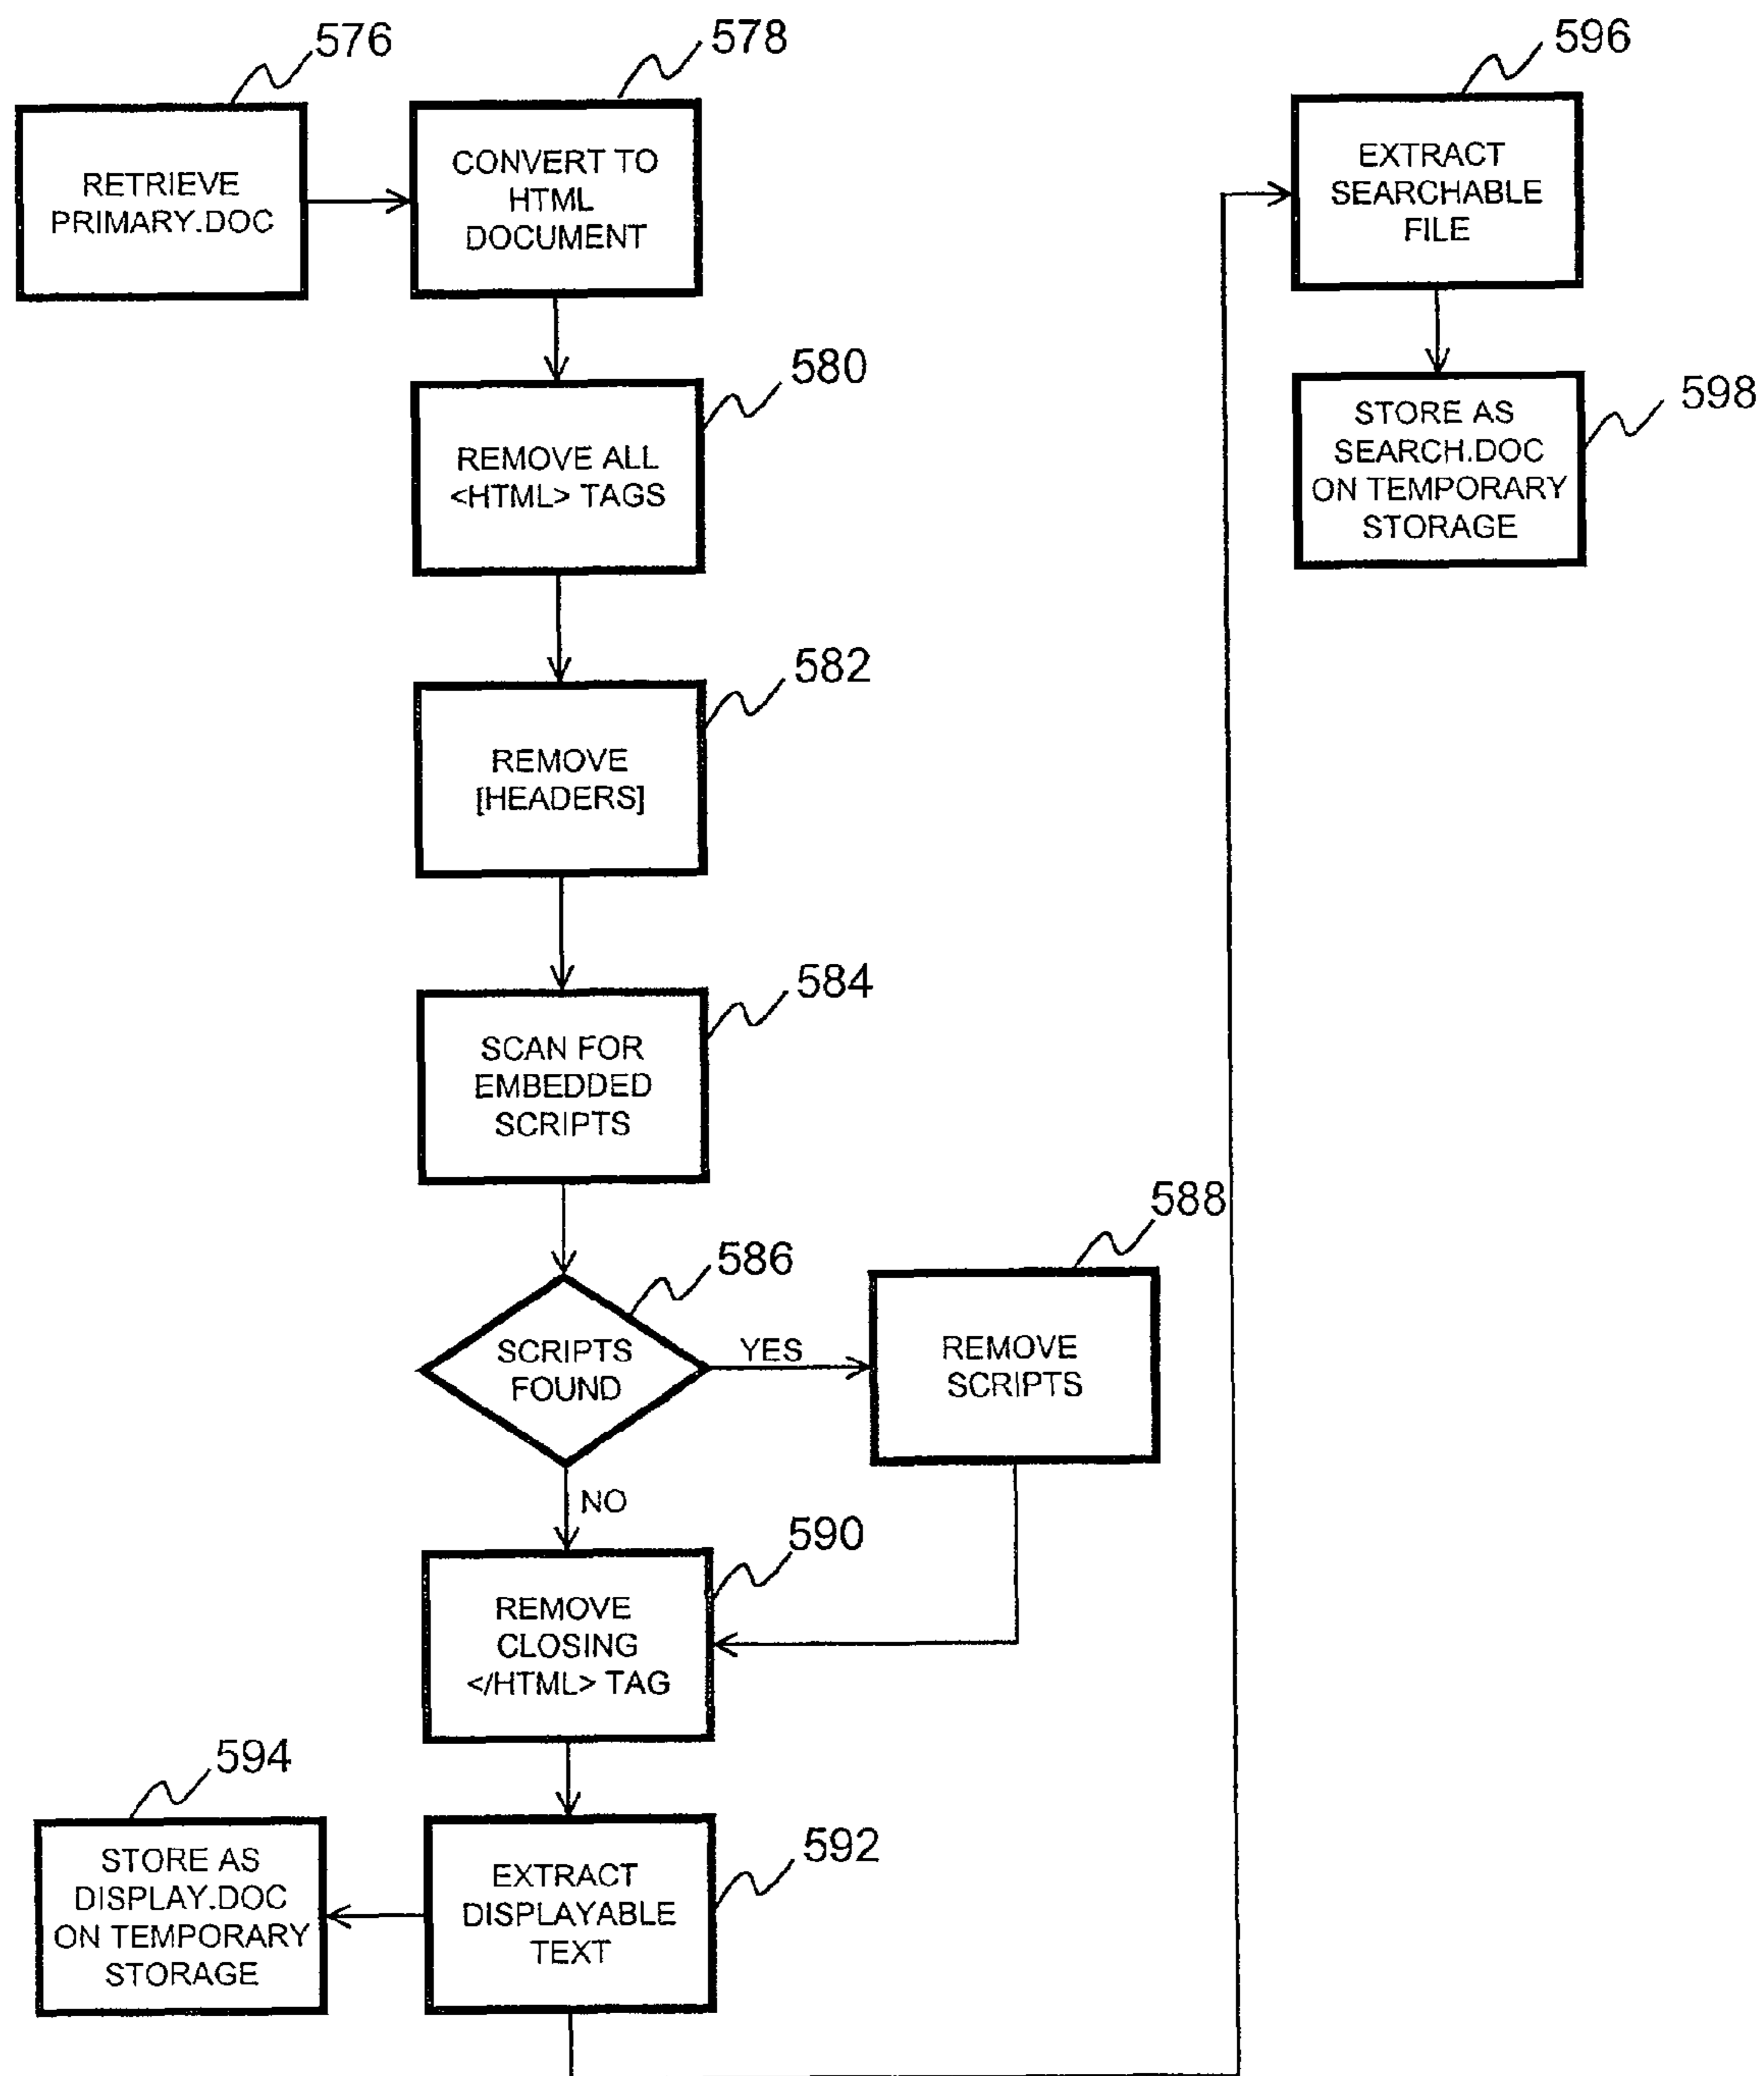 576
RETRIEVE
PRIMARY.DOC
578
CONVERT TO
HTML
DOCUMENT
580
REMOVE ALL
<HTML> TAGS
582
REMOVE
[HEADERS]
584
SCAN FOR
EMBEDDED
SCRIPTS
586
SCRIPTS
FOUND
YES
588
REMOVE
SCRIPTS
NO
590
REMOVE
CLOSING
</HTML> TAG
592
EXTRACT
DISPLAYABLE
TEXT
594
STORE AS
DISPLAY.DOC
ON TEMPORARY
STORAGE
596
EXTRACT
SEARCHABLE
FILE
598
STORE AS
SEARCH.DOC
ON TEMPORARY
STORAGE